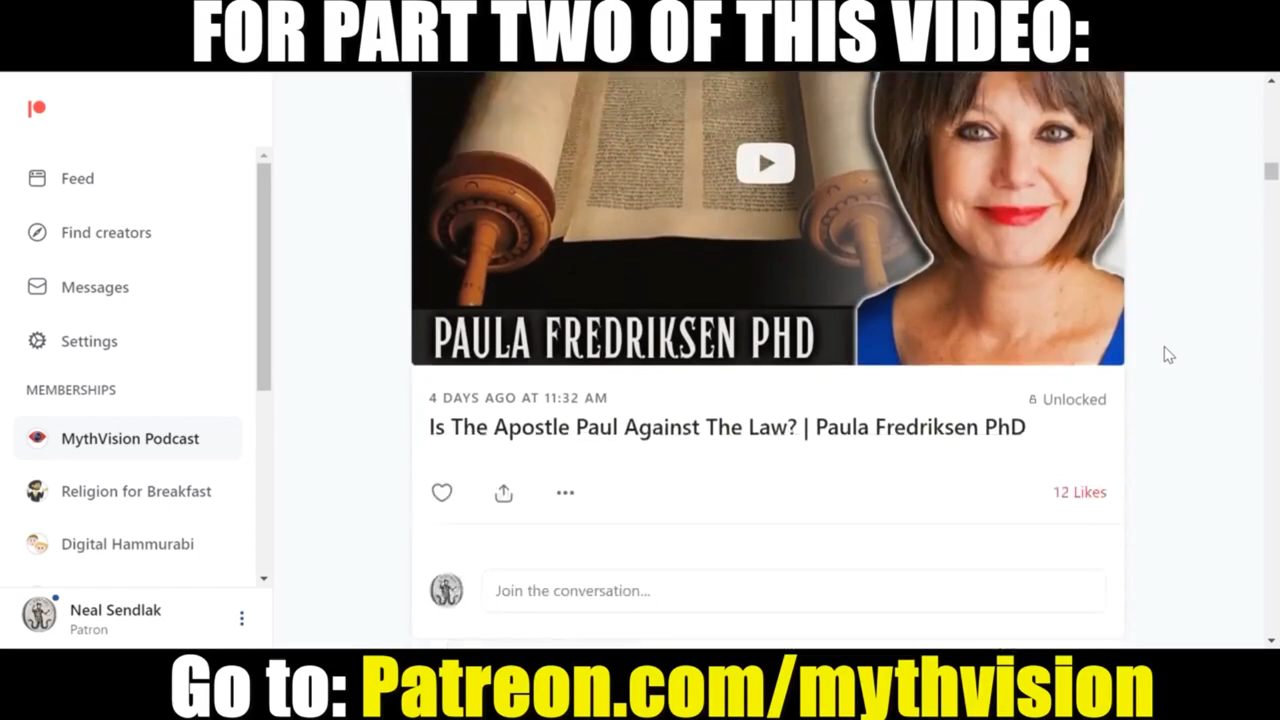 FOR PART TWO OF THIS VIDEO:
Feed
Find creators
Messages
Settings
MEMBERSHIPS
MythVision Podcast
Religion for Breakfast
Digital Hammurabi
Neal Sendlak
Patron
PAULA FREDRIKSEN PHD
4 DAYS AGO AT 11:32 AM
Unlocked
Is The Apostle Paul Against The Law? | Paula Fredriksen PhD
12 Likes
Join the conversation...
Go to: Patreon.com/mythvision